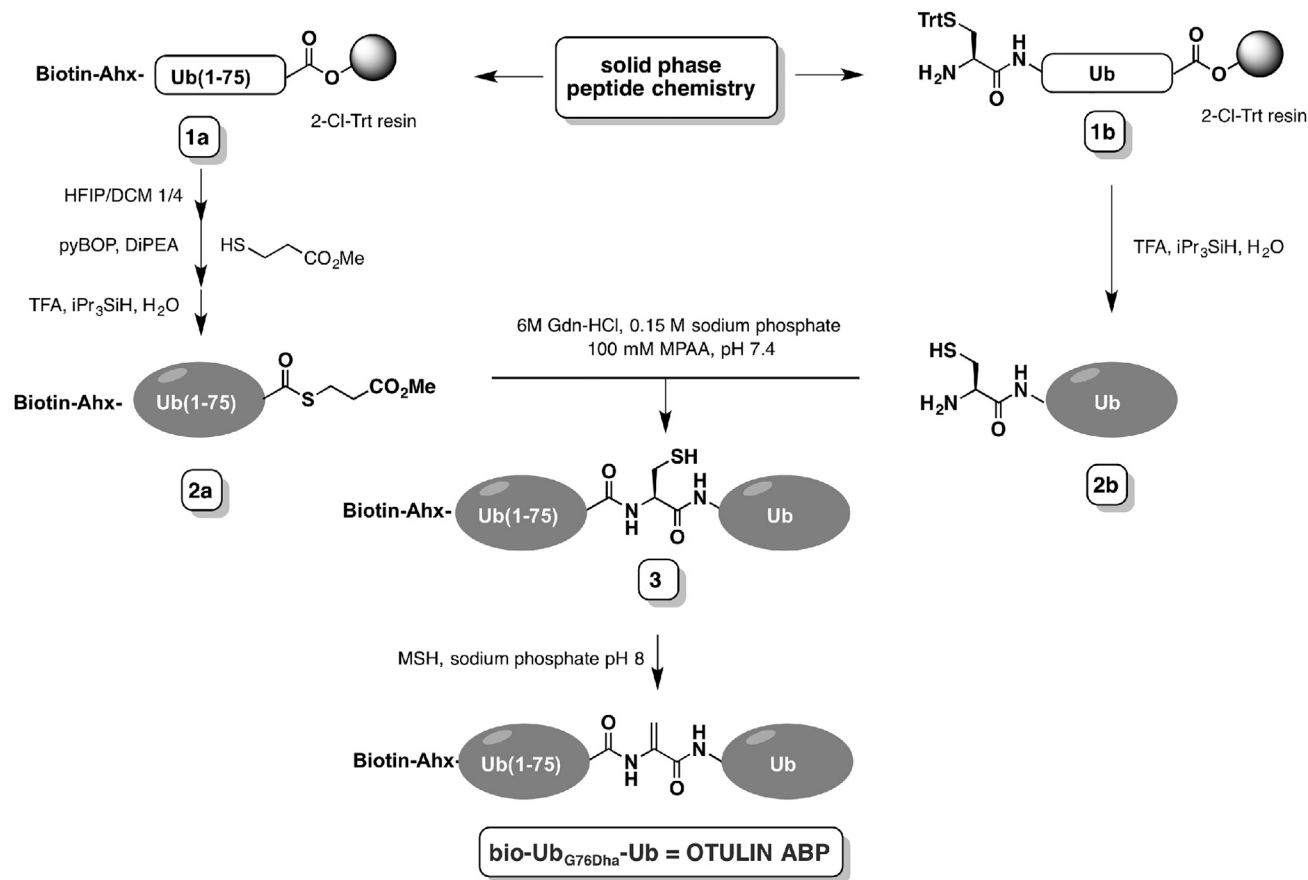 Biotin-Ahx-
Ub(1-75)
O
O
2-Cl-Trt resin
1a
solid phase
peptide chemistry
TrtS
H
N
H₂N
O
Ub
O
O
2-Cl-Trt resin
1b
HFIP/DCM 1/4
pyBOP, DiPEA
HS
CO₂Me
TFA, iPr₃SiH, H₂O
TFA, iPr₃SiH, H₂O
6M Gdn-HCl, 0.15 M sodium phosphate
100 mM MPAA, pH 7.4
Biotin-Ahx-
Ub(1-75)
O
S
CO₂Me
2a
HS
H
N
H₂N
O
Ub
2b
Biotin-Ahx-
Ub(1-75)
O
N
H
SH
O
H
N
Ub
3
MSH, sodium phosphate pH 8
Biotin-Ahx-
Ub(1-75)
O
N
H
O
H
N
Ub
bio-Ub_G76Dha-Ub = OTULIN ABP